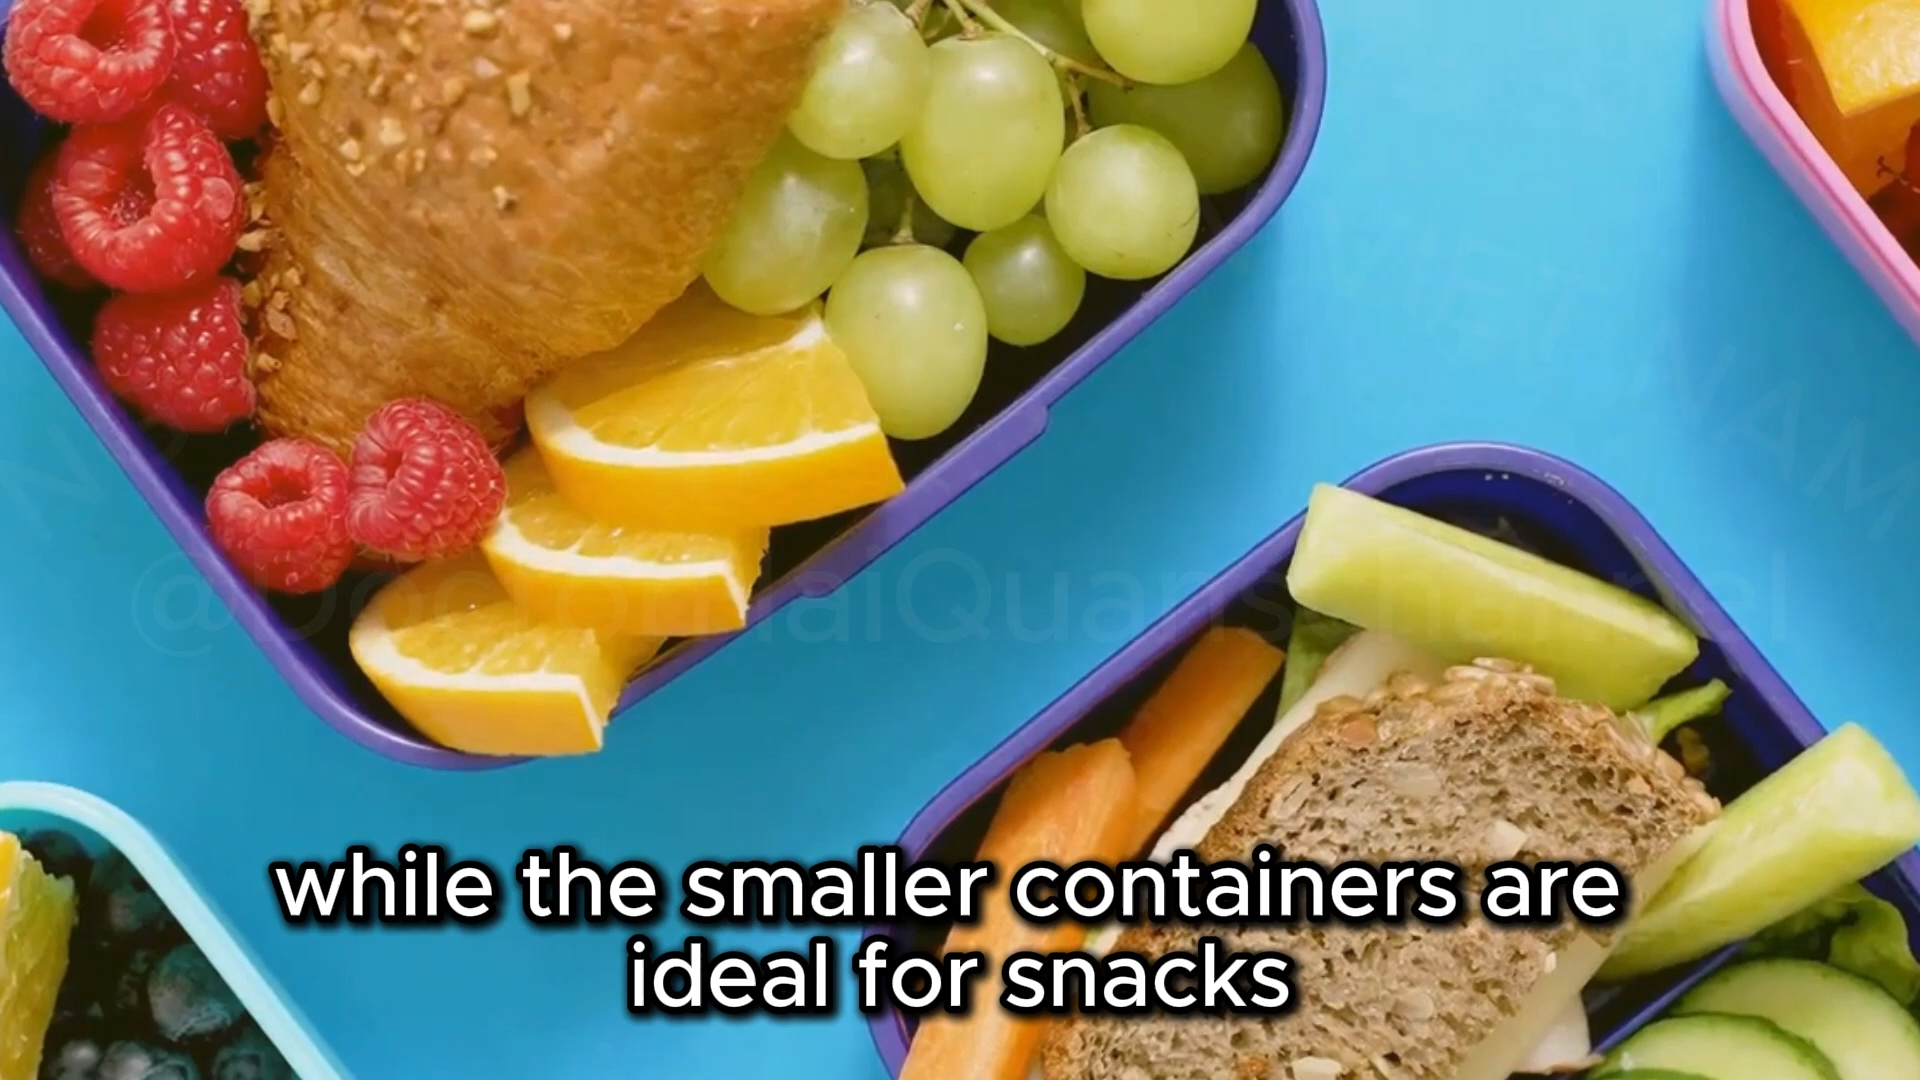 while the smaller containers are
ideal for snacks